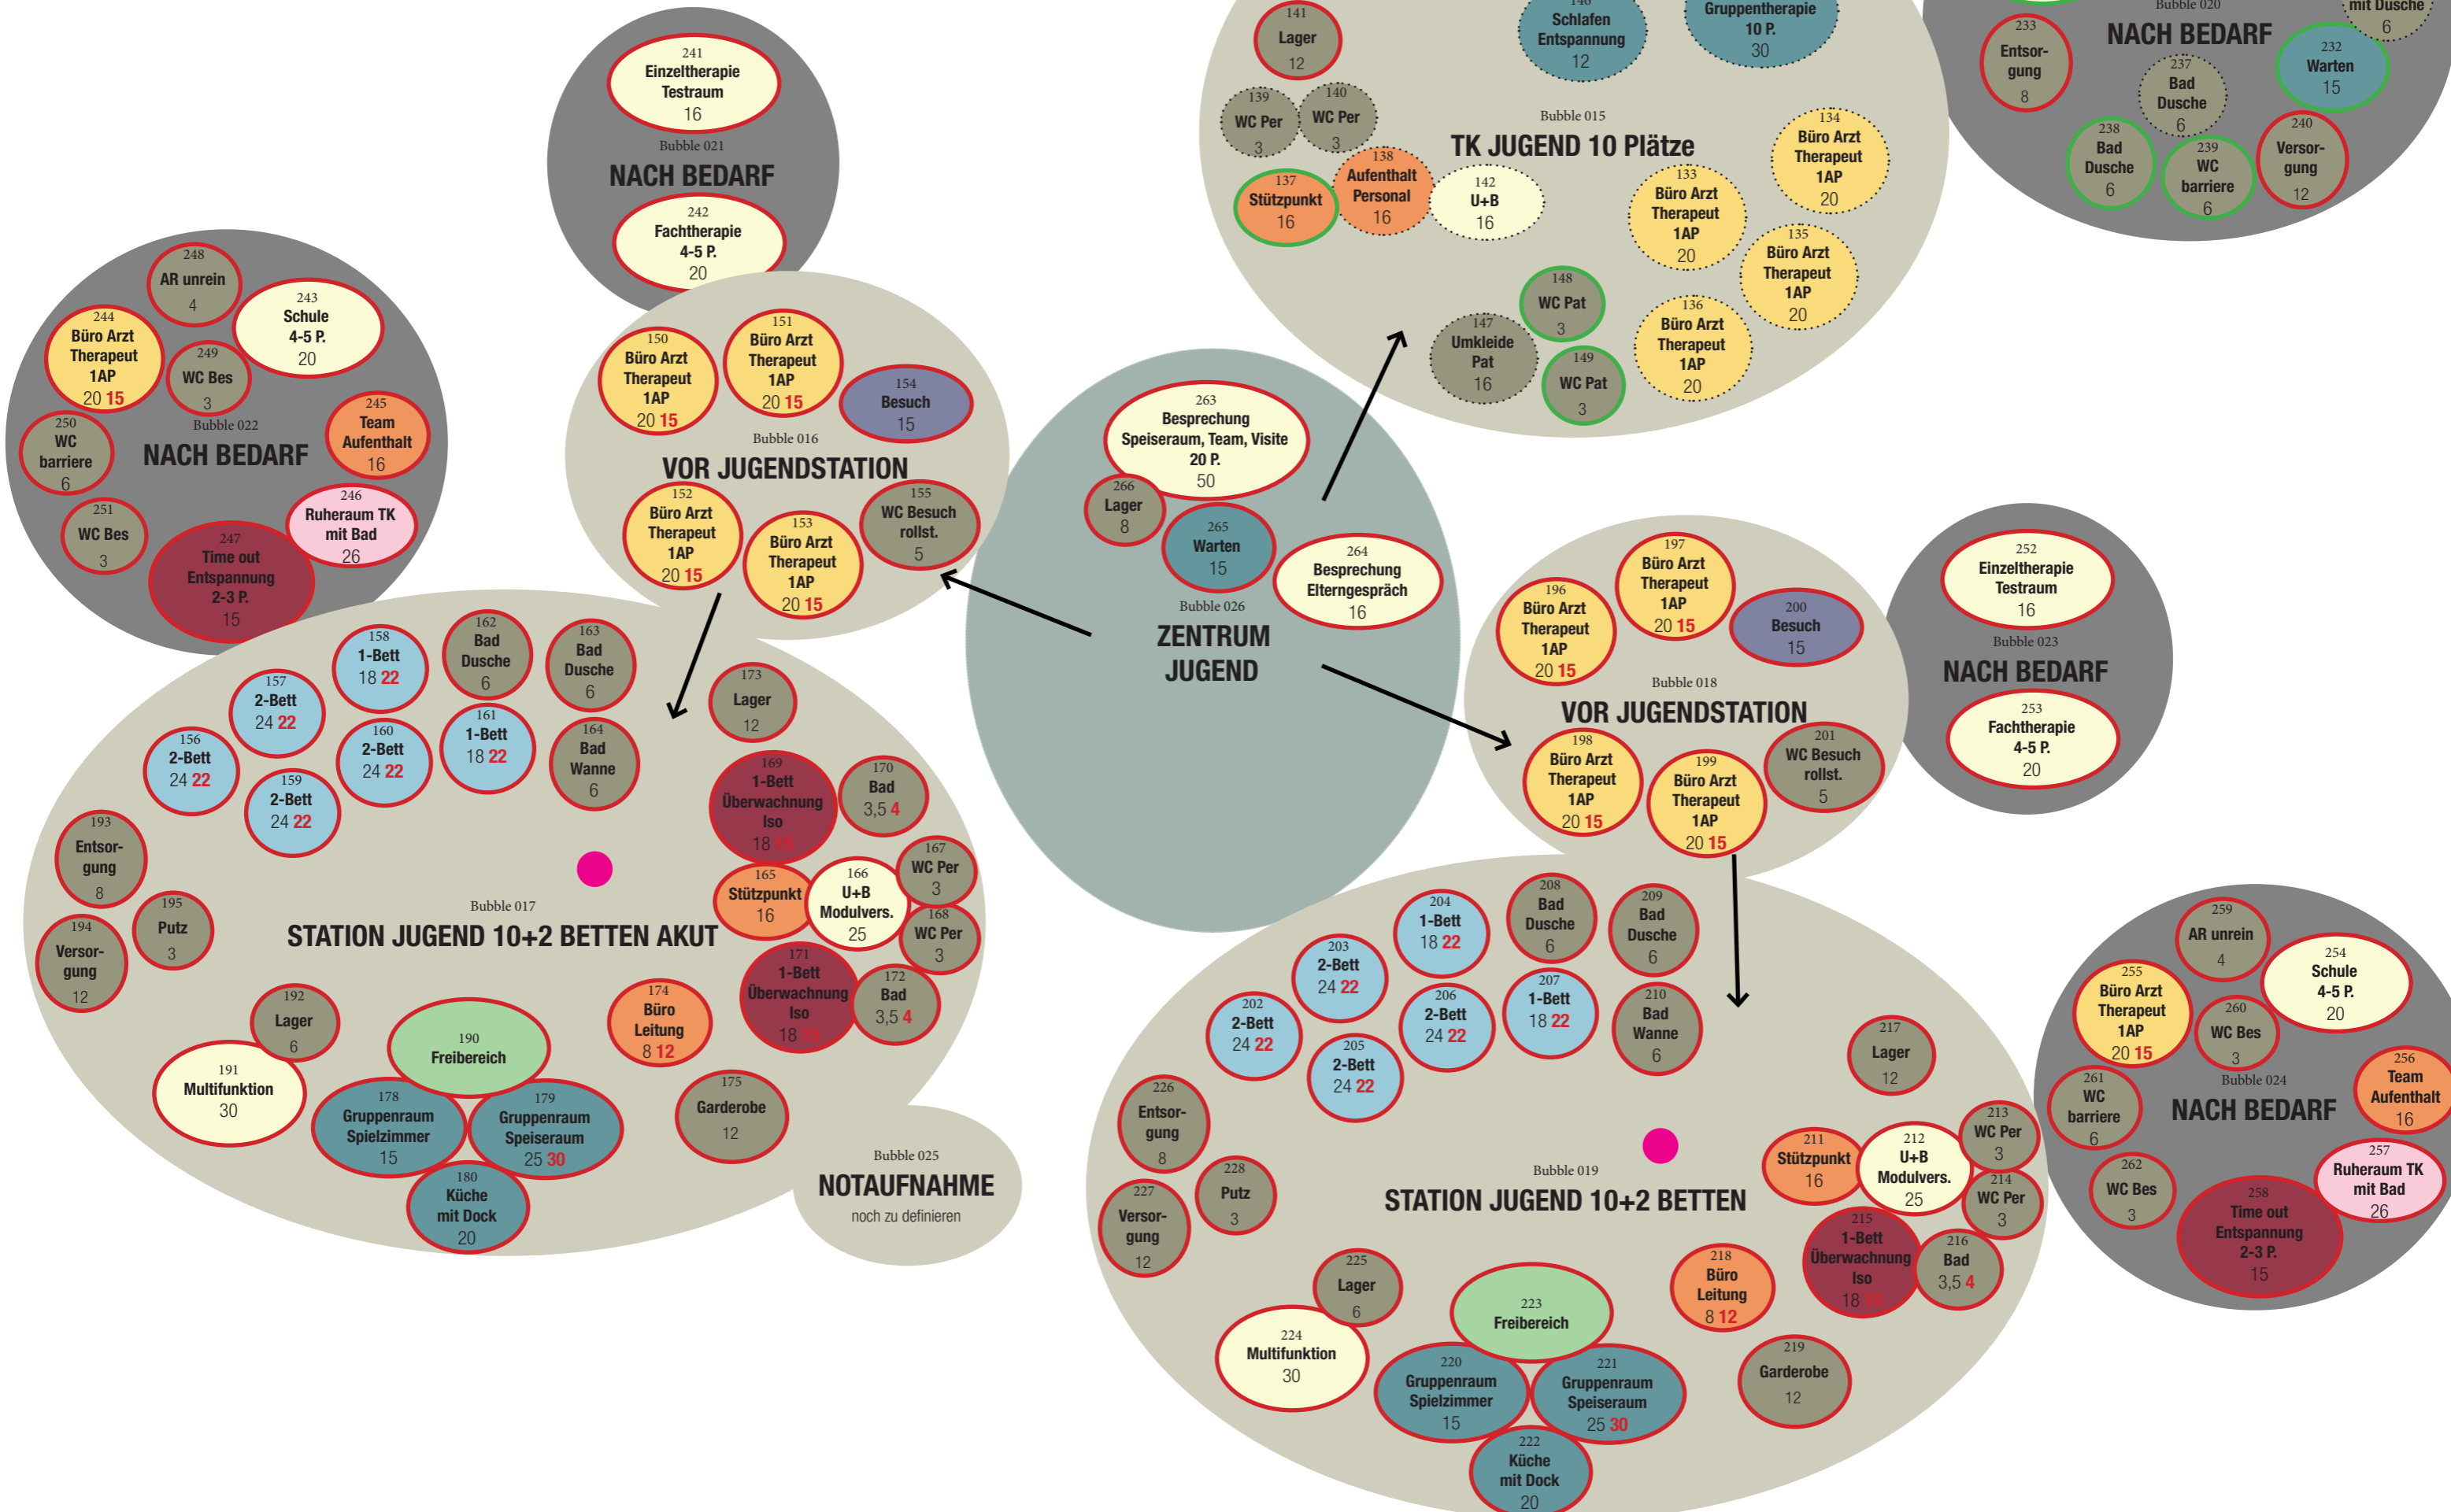 241
Einzeltherapie
Testraum
16
Bubble 021
NACH BEDARF
242
Fachtherapie
4-5 P.
20
248
AR unrein
4
243
Schule
4-5 P.
20
244
Büro Arzt
Therapeut
1AP
20 15
249
WC Bes
3
245
Team
Aufenthalt
16
250
WC
barriere
6
Bubble 022
NACH BEDARF
251
WC Bes
3
246
Ruheraum TK
mit Bad
26
247
Time out
Entspannung
2-3 P.
15
150
Büro Arzt
Therapeut
1AP
20 15
151
Büro Arzt
Therapeut
1AP
20 15
154
Besuch
15
Bubble 016
VOR JUGENDSTATION
152
Büro Arzt
Therapeut
1AP
20 15
153
Büro Arzt
Therapeut
1AP
20 15
155
WC Besuch
rollst.
5
141
Lager
12
146
Schlafen
Entspannung
12
Gruppentherapie
10 P.
30
139
WC Per
3
140
WC Per
3
Bubble 015
TK JUGEND 10 Plätze
134
Büro Arzt
Therapeut
1AP
20
137
Stützpunkt
16
138
Aufenthalt
Personal
16
142
U+B
16
133
Büro Arzt
Therapeut
1AP
20
135
Büro Arzt
Therapeut
1AP
20
148
WC Pat
3
147
Umkleide
Pat
16
149
WC Pat
3
136
Büro Arzt
Therapeut
1AP
20
Bubble 020
NACH BEDARF
mit Dusche
6
233
Entsor-
gung
8
232
Warten
15
237
Bad
Dusche
6
238
Bad
Dusche
6
239
WC
barriere
6
240
Versor-
gung
12
263
Besprechung
Speiseraum, Team, Visite
20 P.
50
266
Lager
8
265
Warten
15
264
Besprechung
Elterngespräch
16
Bubble 026
ZENTRUM
JUGEND
196
Büro Arzt
Therapeut
1AP
20 15
197
Büro Arzt
Therapeut
1AP
20 15
200
Besuch
15
Bubble 018
VOR JUGENDSTATION
198
Büro Arzt
Therapeut
1AP
20 15
199
Büro Arzt
Therapeut
1AP
20 15
201
WC Besuch
rollst.
5
252
Einzeltherapie
Testraum
16
Bubble 023
NACH BEDARF
253
Fachtherapie
4-5 P.
20
158
1-Bett
18 22
162
Bad
Dusche
6
163
Bad
Dusche
6
157
2-Bett
24 22
156
2-Bett
24 22
160
2-Bett
24 22
161
1-Bett
18 22
164
Bad
Wanne
6
159
2-Bett
24 22
173
Lager
12
169
1-Bett
Überwachnung
Iso
18 15
170
Bad
3,5 4
193
Entsor-
gung
8
195
Putz
3
194
Versor-
gung
12
165
Stützpunkt
16
166
U+B
Modulvers.
25
167
WC Per
3
168
WC Per
3
Bubble 017
STATION JUGEND 10+2 BETTEN AKUT
171
1-Bett
Überwachnung
Iso
18 15
172
Bad
3,5 4
192
Lager
6
191
Multifunktion
30
190
Freibereich
174
Büro
Leitung
8 12
178
Gruppenraum
Spielzimmer
15
179
Gruppenraum
Speiseraum
25 30
175
Garderobe
12
180
Küche
mit Dock
20
Bubble 025
NOTAUFNAHME
noch zu definieren
204
1-Bett
18 22
208
Bad
Dusche
6
209
Bad
Dusche
6
203
2-Bett
24 22
202
2-Bett
24 22
206
2-Bett
24 22
207
1-Bett
18 22
210
Bad
Wanne
6
205
2-Bett
24 22
217
Lager
12
226
Entsor-
gung
8
228
Putz
3
227
Versor-
gung
12
211
Stützpunkt
16
212
U+B
Modulvers.
25
213
WC Per
3
214
WC Per
3
Bubble 019
STATION JUGEND 10+2 BETTEN
215
1-Bett
Überwachnung
Iso
18 15
216
Bad
3,5 4
225
Lager
6
224
Multifunktion
30
223
Freibereich
218
Büro
Leitung
8 12
220
Gruppenraum
Spielzimmer
15
221
Gruppenraum
Speiseraum
25 30
219
Garderobe
12
222
Küche
mit Dock
20
259
AR unrein
4
254
Schule
4-5 P.
20
255
Büro Arzt
Therapeut
1AP
20 15
260
WC Bes
3
256
Team
Aufenthalt
16
261
WC
barriere
6
Bubble 024
NACH BEDARF
262
WC Bes
3
257
Ruheraum TK
mit Bad
26
258
Time out
Entspannung
2-3 P.
15